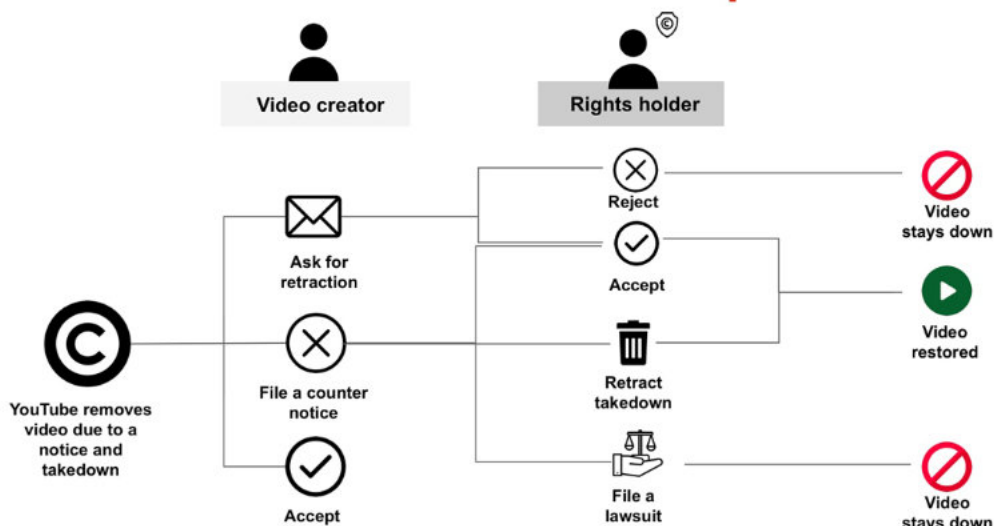 Video creator
Rights holder
Reject
Video
stays down
Ask for
retraction
Accept
Video
restored
YouTube removes
video due to a
notice and
takedown
File a counter
notice
Retract
takedown
Accept
File a
lawsuit
Video
stays down